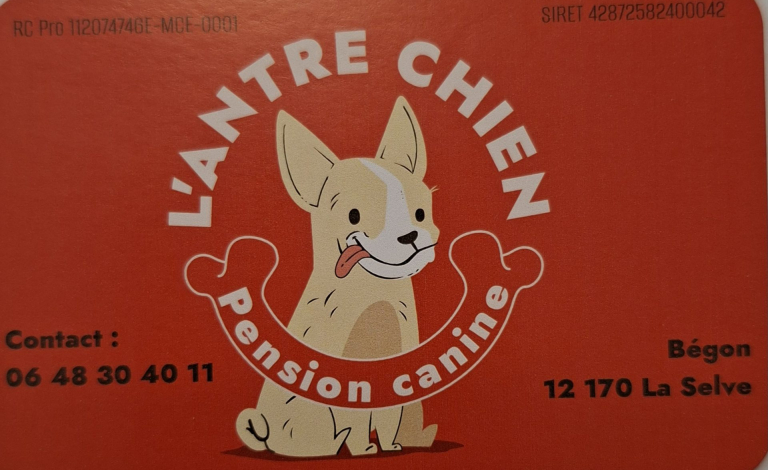 RC Pro 112074746E-MCE-0001
SIRET 42872582400042
L'ANTRE CHIEN
Pension canine
Contact :
06 48 30 40 11
Bégon
12 170 La Selve